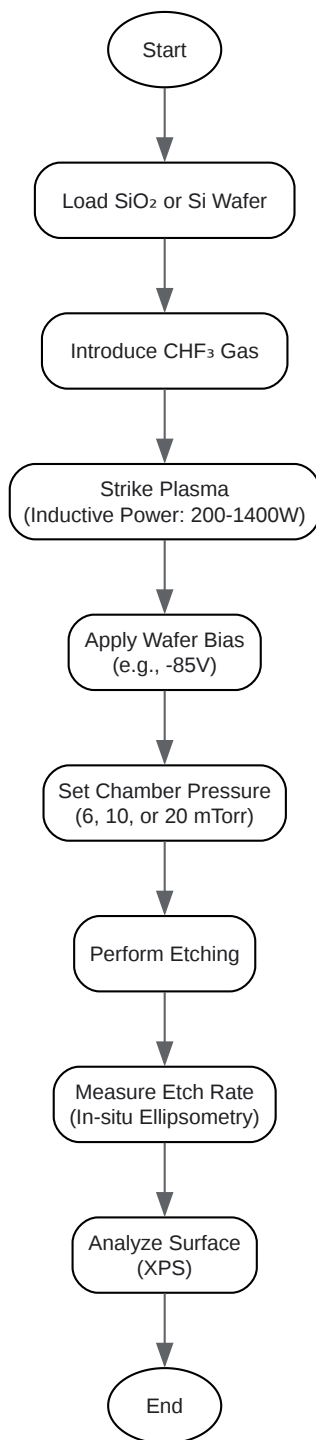 Start
Load SiO₂ or Si Wafer
Introduce CHF₃ Gas
Strike Plasma
(Inductive Power: 200-1400W)
Apply Wafer Bias
(e.g., -85V)
Set Chamber Pressure
(6, 10, or 20 mTorr)
Perform Etching
Measure Etch Rate
(In-situ Ellipsometry)
Analyze Surface
(XPS)
End